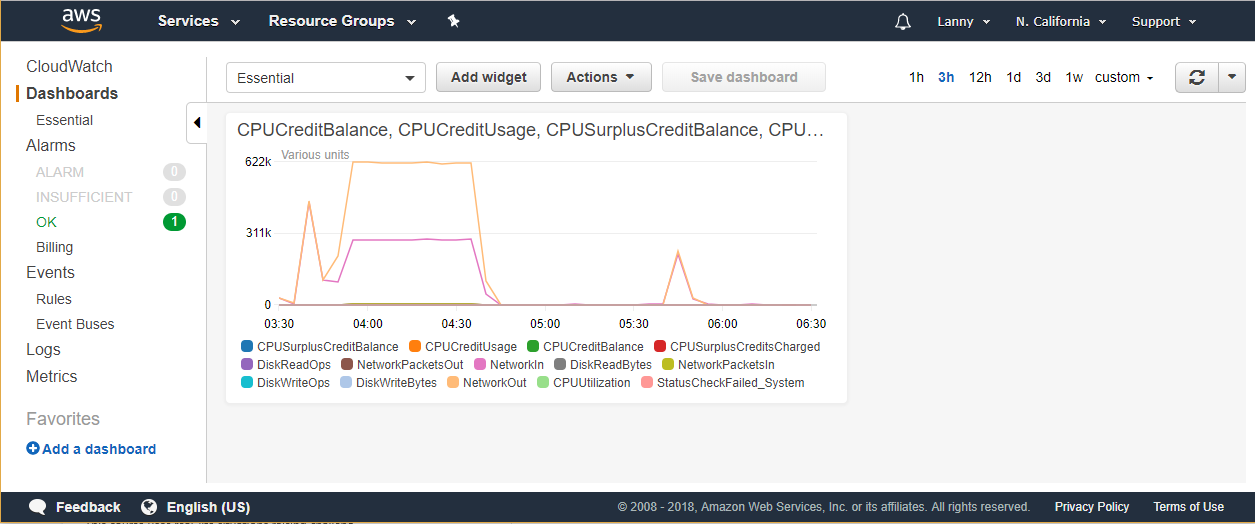 aws Services Resource Groups Lanny N. California Support
CloudWatch
Dashboards
Essential
Alarms
ALARM 0
INSUFFICIENT 0
OK 1
Billing
Events
Rules
Event Buses
Logs
Metrics
Favorites
Add a dashboard
Essential Add widget Actions Save dashboard 1h 3h 12h 1d 3d 1w custom
CPUCreditBalance, CPUCreditUsage, CPUSurplusCreditBalance, CPU…
Various units
622k
311k
0
03:30 04:00 04:30 05:00 05:30 06:00 06:30
CPUSurplusCreditBalance CPUCreditUsage CPUCreditBalance CPUSurplusCreditsCharged
DiskReadOps NetworkPacketsOut NetworkIn DiskReadBytes NetworkPacketsIn
DiskWriteOps DiskWriteBytes NetworkOut CPUUtilization StatusCheckFailed_System
Feedback English (US) © 2008 - 2018, Amazon Web Services, Inc. or its affiliates. All rights reserved. Privacy Policy Terms of Use